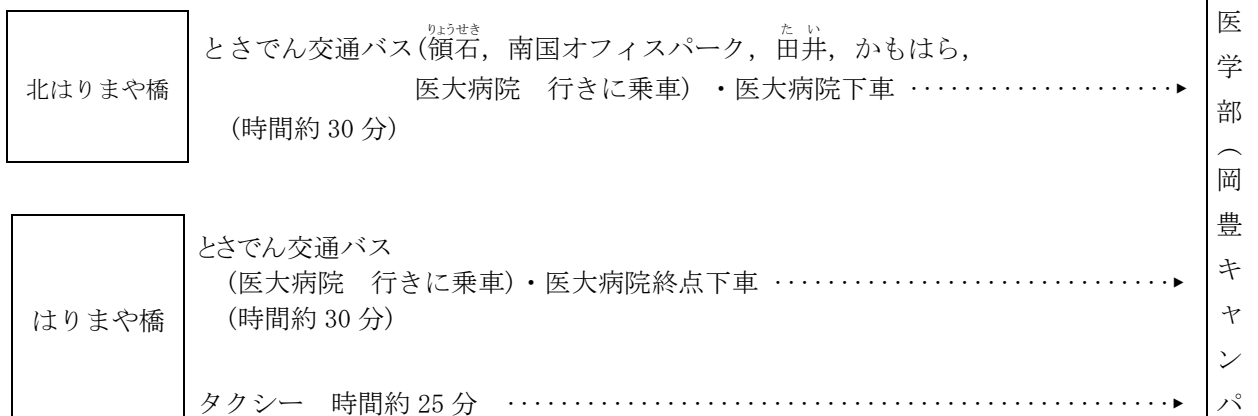 北はりまや橋
とさでん交通バス(領石，南国オフィスパーク，田井，かもはら，
りょうせき
たい
医大病院　行きに乗車）・医大病院下車 ····················▶
(時間約 30 分)
はりまや橋
とさでん交通バス
(医大病院　行きに乗車)・医大病院終点下車 ······························▶
(時間約 30 分)
タクシー　時間約 25 分 ··················································▶
医学部（岡豊キャンパ